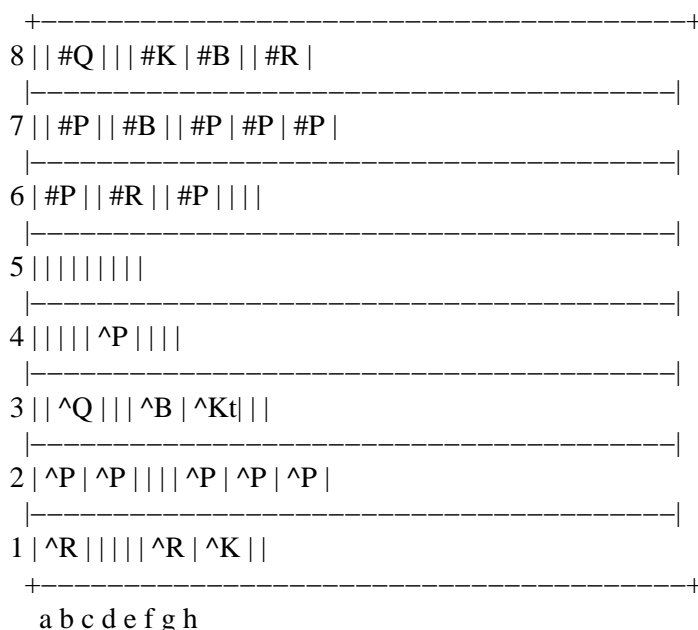 +---------------------------------------+
8 | | #Q | | | #K | #B | | #R |
|---------------------------------------|
7 | | #P | | #B | | #P | #P | #P |
|---------------------------------------|
6 | #P | | #R | | #P | | | |
|---------------------------------------|
5 | | | | | | | | |
|---------------------------------------|
4 | | | | | ^P | | | |
|---------------------------------------|
3 | | ^Q | | | ^B | ^Kt| | |
|---------------------------------------|
2 | ^P | ^P | | | | ^P | ^P | ^P |
|---------------------------------------|
1 | ^R | | | | | ^R | ^K | |
+---------------------------------------+
a b c d e f g h